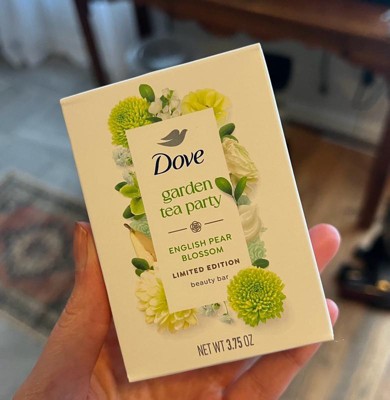 Dove
garden
tea party
ENGLISH PEAR
BLOSSOM
LIMITED EDITION
beauty bar
NET WT 3.75 OZ